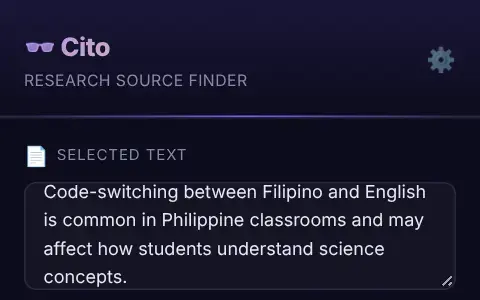 Cito
RESEARCH SOURCE FINDER
SELECTED TEXT
Code-switching between Filipino and English
is common in Philippine classrooms and may
affect how students understand science
concepts.